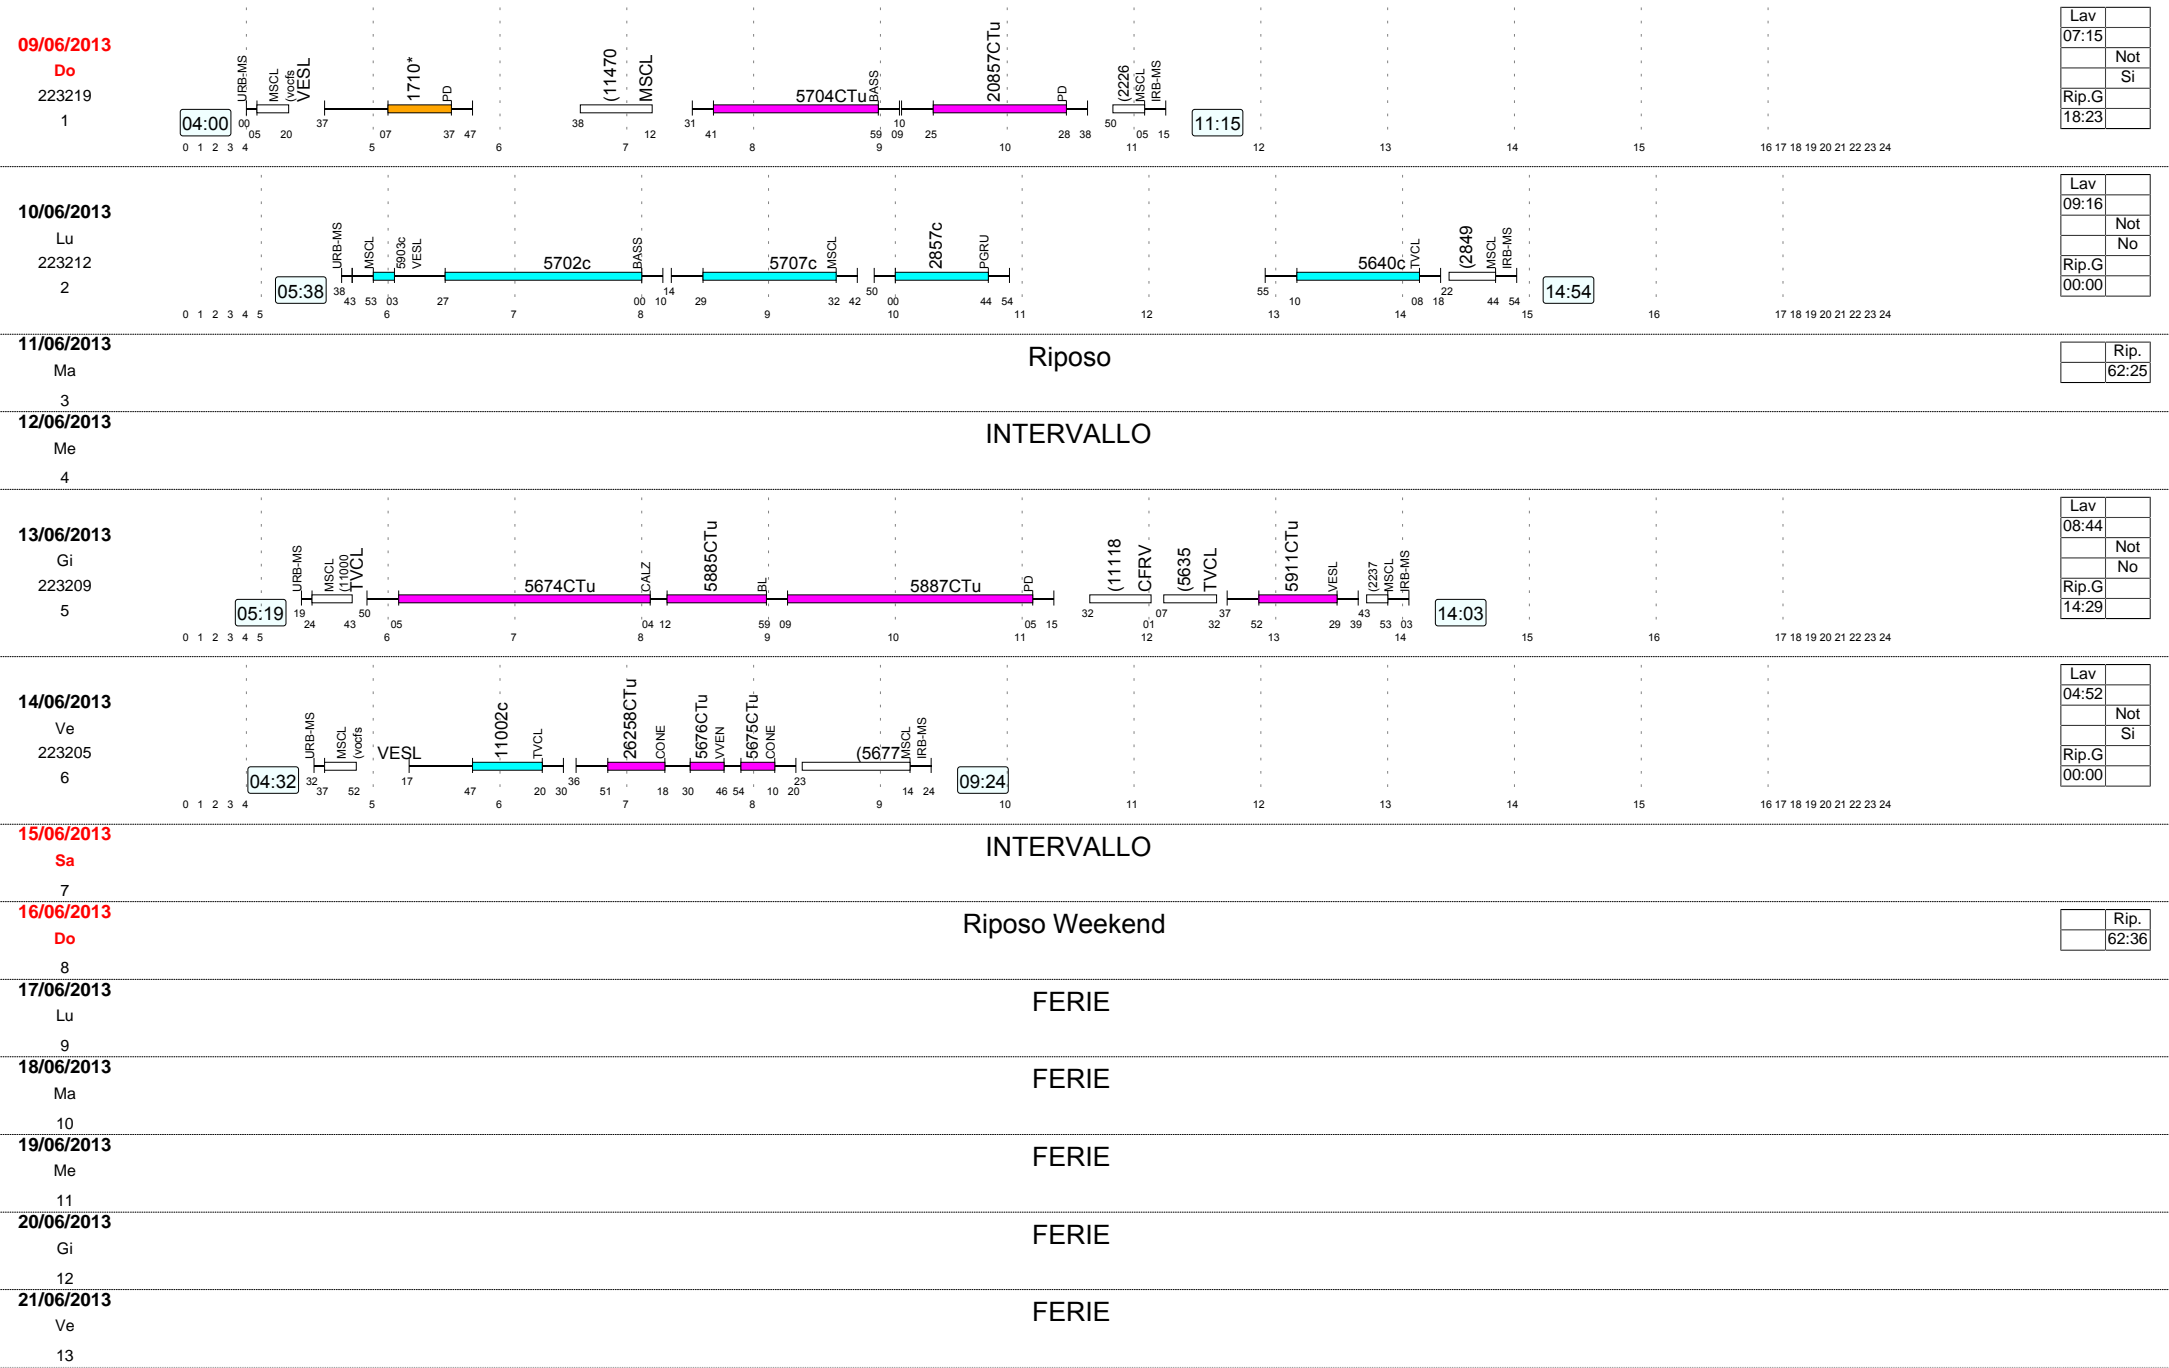 09/06/2013
Do
223219
1
04:00
URB-MS
MSCL
(vocfs
VESL
1710*
PD
(11470
MSCL
5704CTu
BASS
20857CTu
PD
(2226
MSCL
IRB-MS
11:15
00 05 20 37 07 37 47 38 12 31 41 59 09 10 25 28 38 50 05 15
0 1 2 3 4 5 6 7 8 9 10 11 12 13 14 15 16 17 18 19 20 21 22 23 24
Lav
07:15
Not
Si
Rip.G
18:23
10/06/2013
Lu
223212
2
05:38
URB-MS
MSCL
5903c
VESL
5702c
BASS
5707c
MSCL
2857c
PGRU
5640c
TVCL
(2849
MSCL
IRB-MS
14:54
38 43 53 03 27 00 10 14 29 32 42 50 00 44 54 55 10 08 18 22 44 54
0 1 2 3 4 5 6 7 8 9 10 11 12 13 14 15 16 17 18 19 20 21 22 23 24
Lav
09:16
Not
No
Rip.G
00:00
11/06/2013
Ma
3
Riposo
Rip.
62:25
12/06/2013
Me
4
INTERVALLO
13/06/2013
Gi
223209
5
05:19
URB-MS
MSCL
(11000
TVCL
5674CTu
CALZ
5885CTu
BL
5887CTu
PD
(11118
CFRV
(5635
TVCL
5911CTu
VESL
(2237
MSCL
IRB-MS
14:03
19 24 43 50 05 04 12 59 09 05 15 32 01 07 32 37 52 29 39 43 53 03
0 1 2 3 4 5 6 7 8 9 10 11 12 13 14 15 16 17 18 19 20 21 22 23 24
Lav
08:44
Not
No
Rip.G
14:29
14/06/2013
Ve
223205
6
04:32
URB-MS
MSCL
(vocfs
VESL
11002c
TVCL
26258CTu
CONE
5676CTu
VVEN
5675CTu
CONE
(5677
MSCL
IRB-MS
09:24
32 37 52 17 47 20 30 36 51 18 30 46 54 10 20 23 14 24
0 1 2 3 4 5 6 7 8 9 10 11 12 13 14 15 16 17 18 19 20 21 22 23 24
Lav
04:52
Not
Si
Rip.G
00:00
15/06/2013
Sa
7
INTERVALLO
16/06/2013
Do
8
Riposo Weekend
Rip.
62:36
17/06/2013
Lu
9
FERIE
18/06/2013
Ma
10
FERIE
19/06/2013
Me
11
FERIE
20/06/2013
Gi
12
FERIE
21/06/2013
Ve
13
FERIE